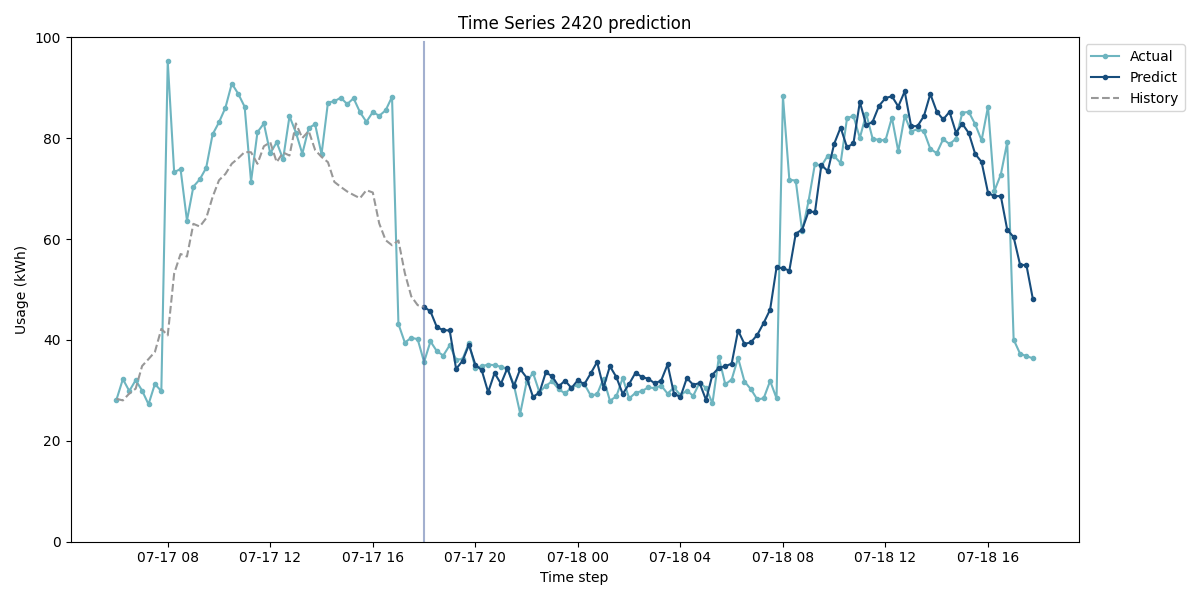 Time Series 2420 prediction
Usage (kWh)
100
80
60
40
20
0
07-17 08
07-17 12
07-17 16
07-17 20
07-18 00
07-18 04
07-18 08
07-18 12
07-18 16
Time step
Actual
Predict
History